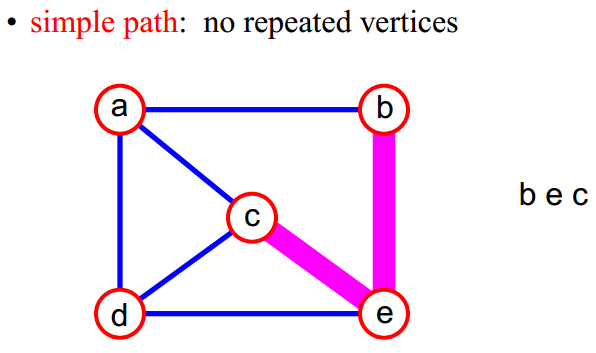 • simple path: no repeated vertices
a
b
b e c
c
d
e